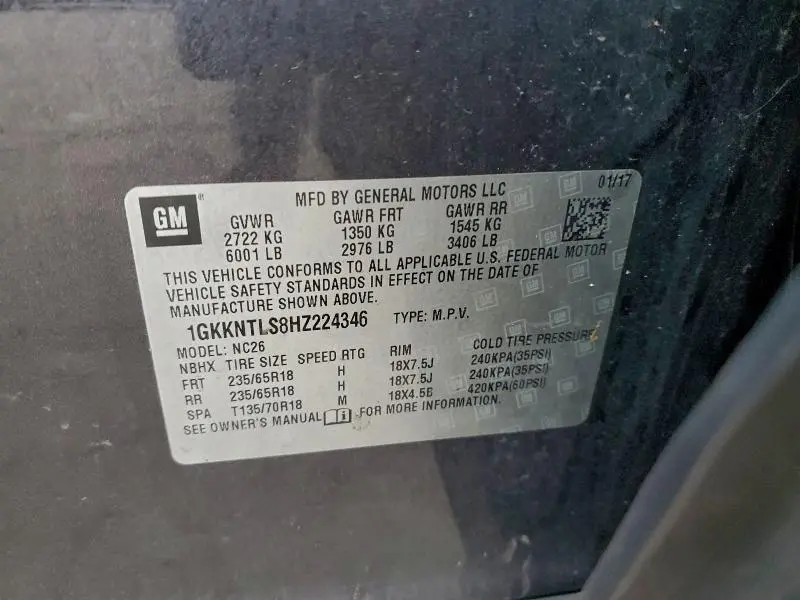 GM
MFD BY GENERAL MOTORS LLC 01/17
GVWR GAWR FRT GAWR RR
2722 KG 1350 KG 1545 KG
6001 LB 2976 LB 3406 LB
THIS VEHICLE CONFORMS TO ALL APPLICABLE U.S. FEDERAL MOTOR
VEHICLE SAFETY STANDARDS IN EFFECT ON THE DATE OF
MANUFACTURE SHOWN ABOVE.
1GKKNTLS8HZ224346 TYPE: M.P.V.
MODEL: NC26
NBHX TIRE SIZE SPEED RTG RIM COLD TIRE PRESSURE
FRT 235/65R18 H 18X7.5J 240KPA(35PSI)
RR 235/65R18 H 18X7.5J 240KPA(35PSI)
SPA T135/70R18 M 18X4.5B 420KPA(60PSI)
SEE OWNER'S MANUAL i FOR MORE INFORMATION.